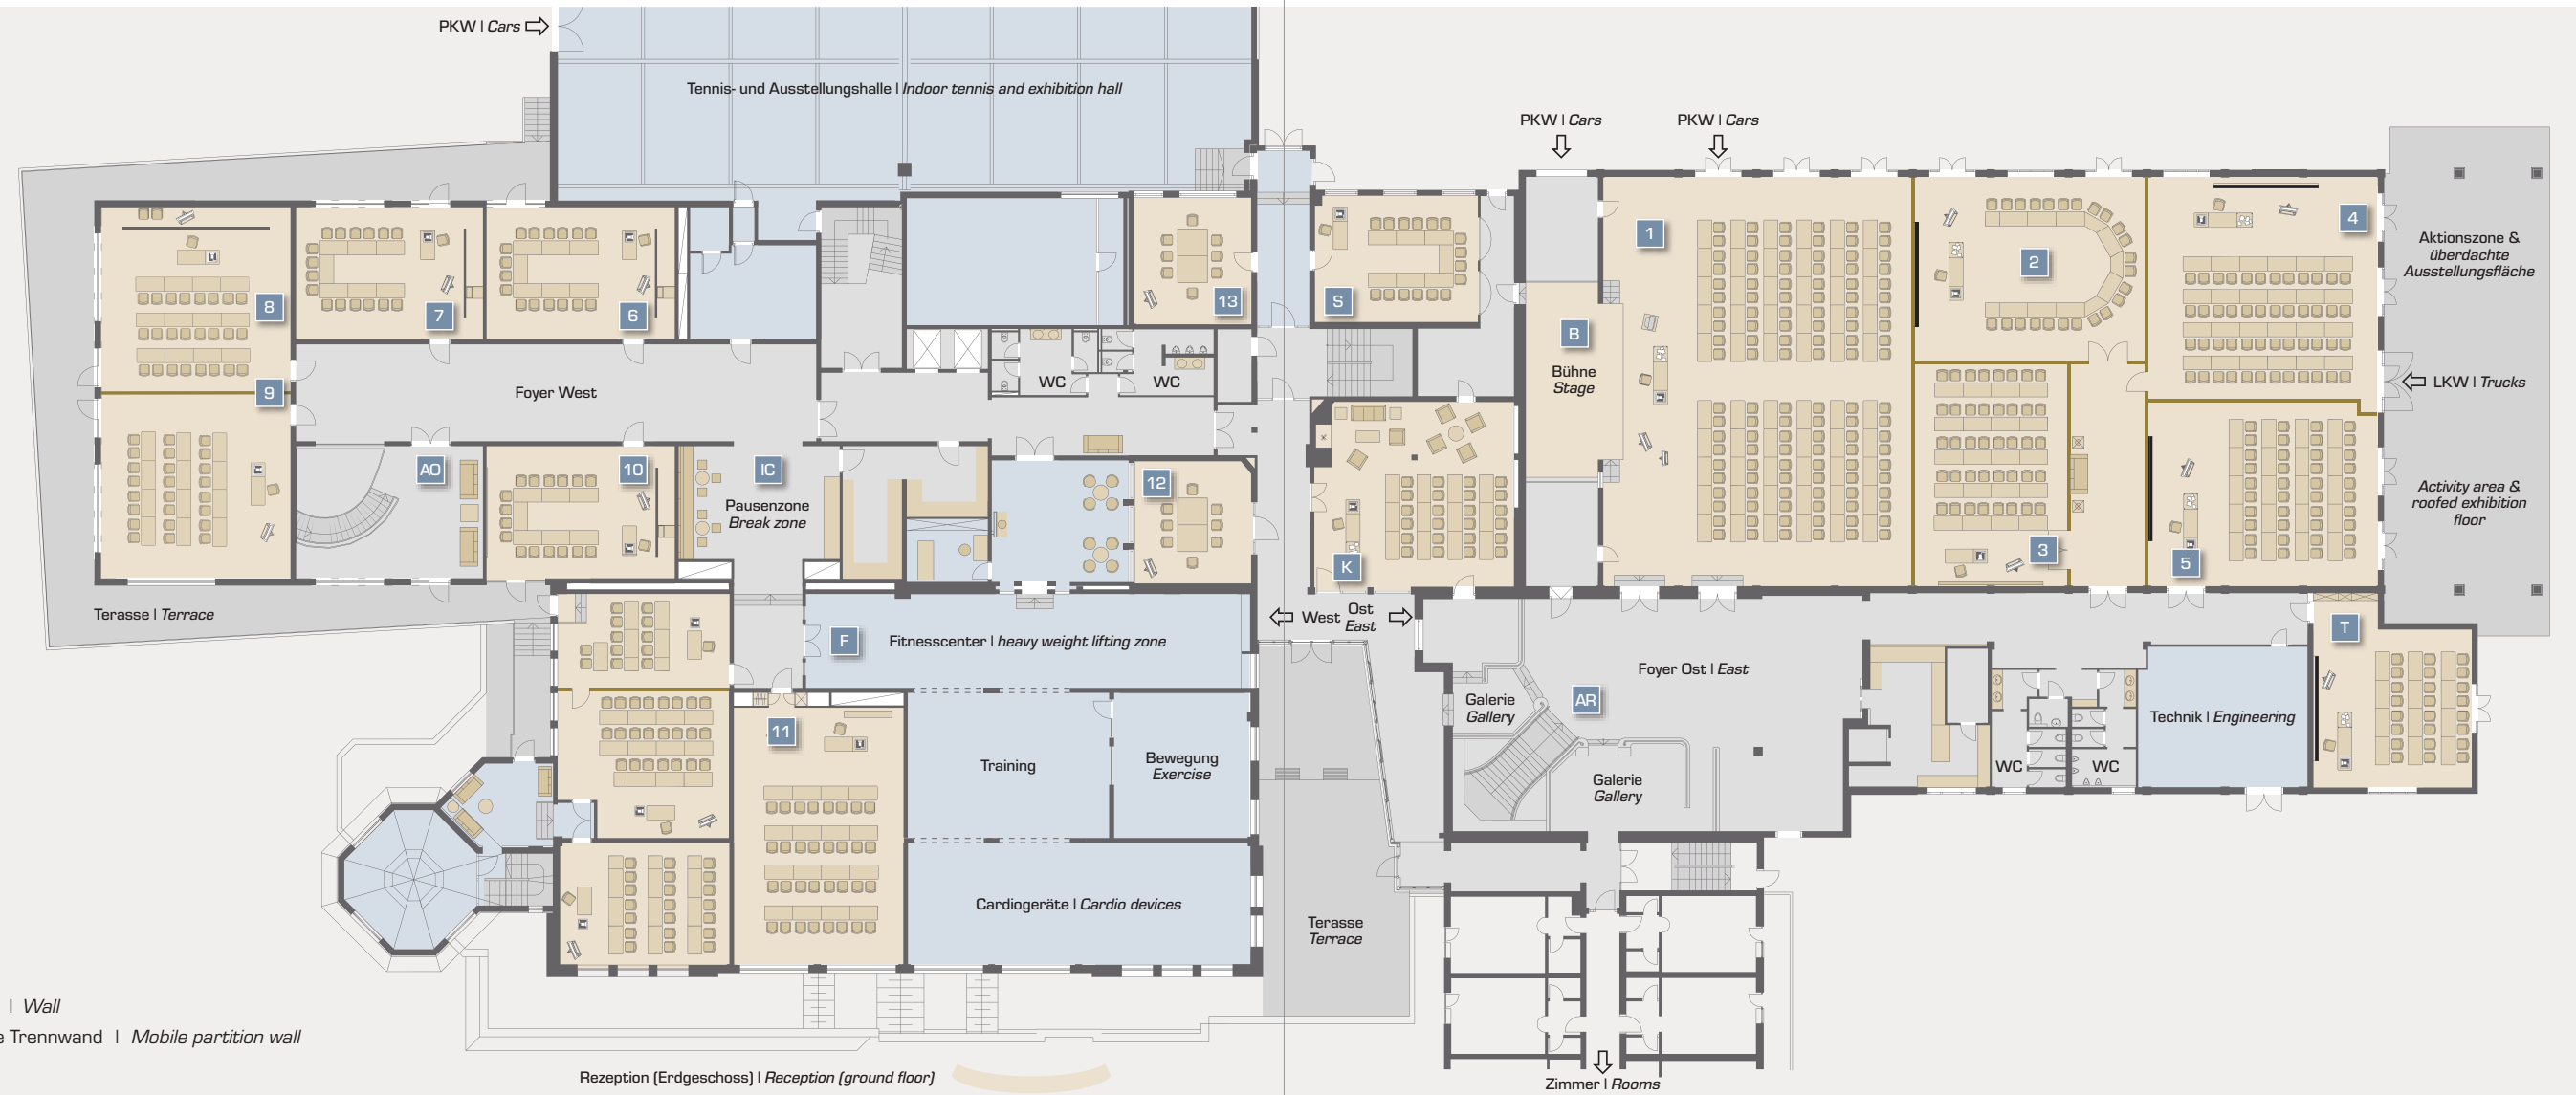 PKW | Cars
Tennis- und Ausstellungshalle | Indoor tennis and exhibition hall
PKW | Cars
PKW | Cars
1
2
4
Aktionszone &
überdachte
Ausstellungsfläche
8
7
6
13
S
B
Bühne
Stage
9
Foyer West
WC
WC
LKW | Trucks
AO
10
IC
Pausenzone
Break zone
12
K
3
5
Activity area &
roofed exhibition
floor
Terasse | Terrace
F
Fitnesscenter | heavy weight lifting zone
West
Ost
East
Foyer Ost | East
T
Galerie
Gallery
AR
11
Training
Bewegung
Exercise
Galerie
Gallery
WC
WC
Technik | Engineering
Cardiogeräte | Cardio devices
Terasse
Terrace
| Wall
e Trennwand | Mobile partition wall
Rezeption (Erdgeschoss) | Reception (ground floor)
Zimmer | Rooms